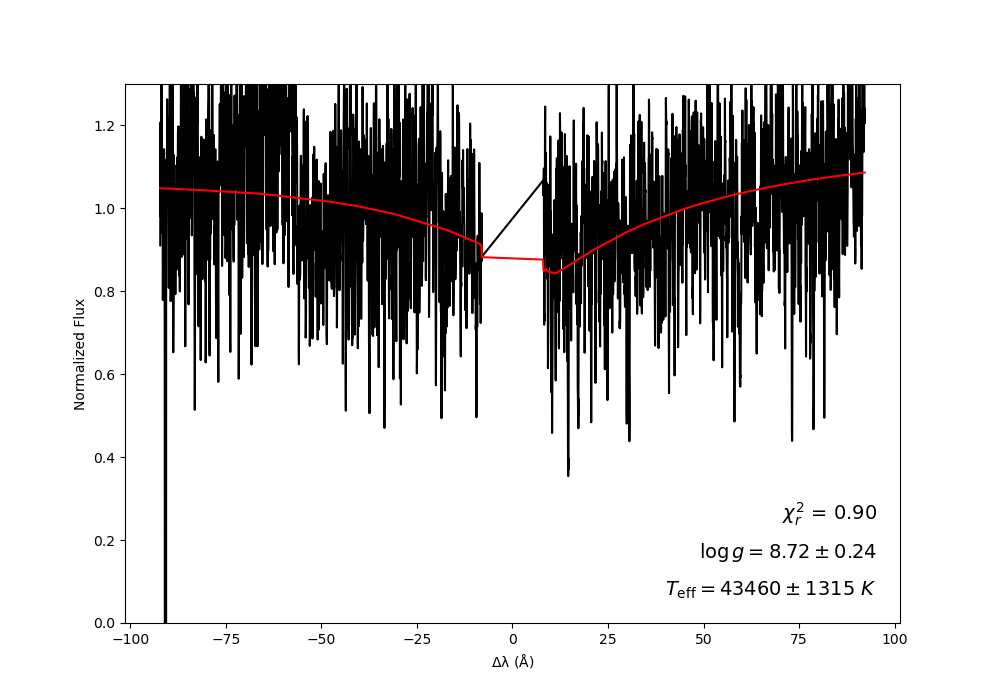 1.2
1.0
0.8
0.6
0.4
0.2
0.0
Normalized Flux
χ²ᵣ = 0.90
log g = 8.72 ± 0.24
T_eff = 43460 ± 1315 K
−100 −75 −50 −25 0 25 50 75 100
Δλ (Å)